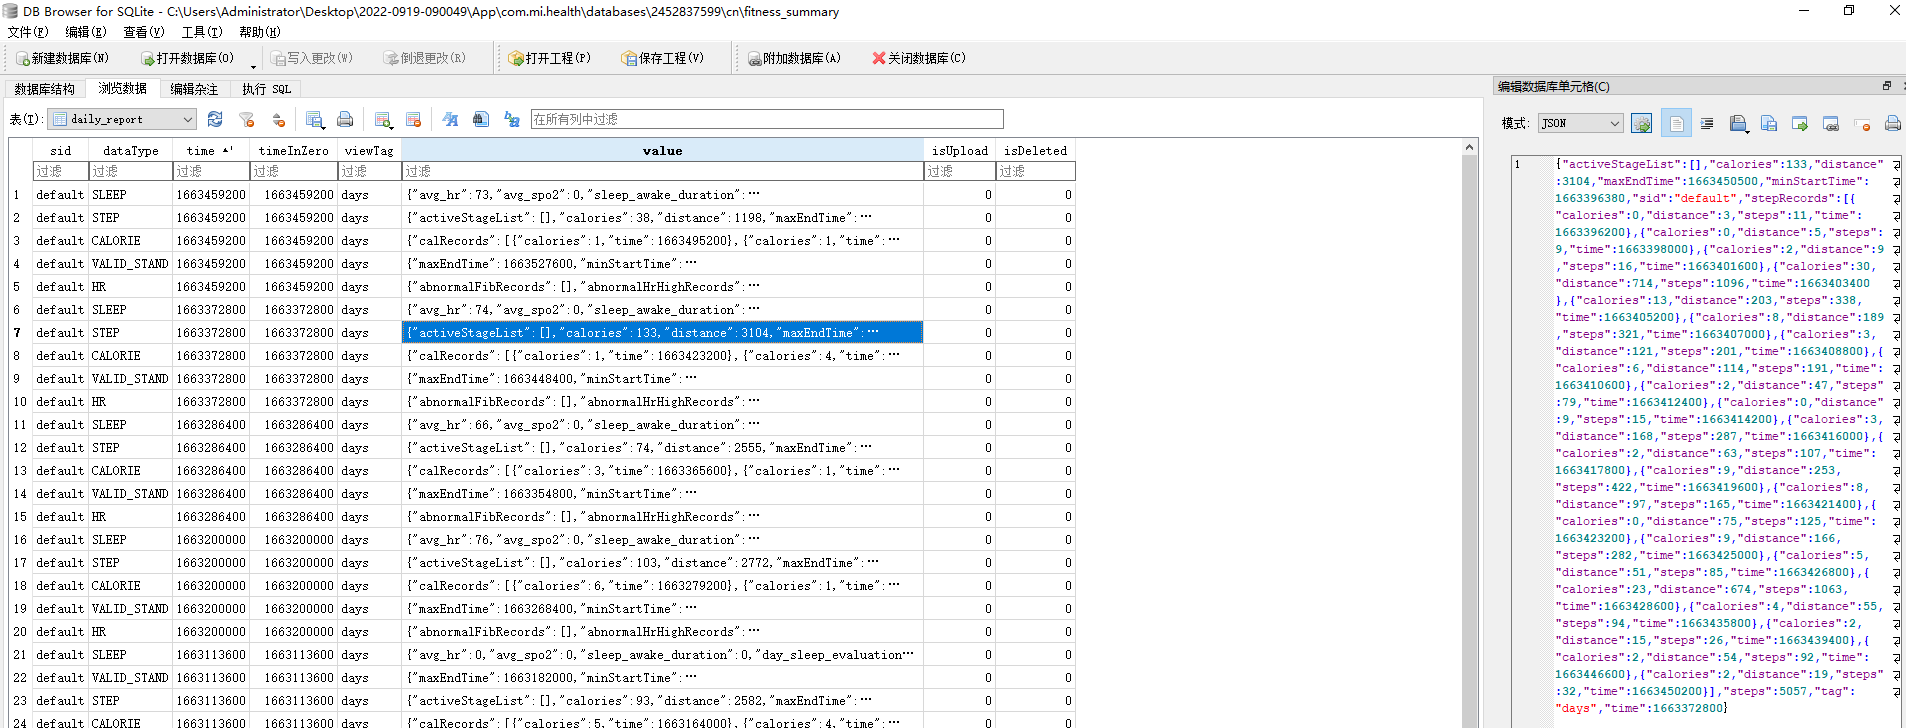 DB Browser for SQLite - C:\Users\Administrator\Desktop\2022-0919-090049\App\com.mi.health\databases\2452837599\cn\fitness_summary
文件(F) 编辑(E) 查看(V) 工具(T) 帮助(H)
新建数据库(N) 打开数据库(O) 写入更改(W) 倒退更改(R) 打开工程(P) 保存工程(V) 附加数据库(A) 关闭数据库(C)
数据库结构 浏览数据 编辑杂注 执行 SQL
表(T): daily_report 在所有列中过滤
sid dataType time timeInZero viewTag value isUpload isDeleted
过滤 过滤 过滤 过滤 过滤 过滤 过滤 过滤
1 default SLEEP 1663459200 1663459200 days {"avg_hr":73,"avg_spo2":0,"sleep_awake_duration":… 0 0
2 default STEP 1663459200 1663459200 days {"activeStageList":[],"calories":38,"distance":1198,"maxEndTime":… 0 0
3 default CALORIE 1663459200 1663459200 days {"calRecords":[{"calories":1,"time":1663495200},{"calories":1,"time":… 0 0
4 default VALID_STAND 1663459200 1663459200 days {"maxEndTime":1663527600,"minStartTime":… 0 0
5 default HR 1663459200 1663459200 days {"abnormalFibRecords":[],"abnormalHrHighRecords":… 0 0
6 default SLEEP 1663372800 1663372800 days {"avg_hr":74,"avg_spo2":0,"sleep_awake_duration":… 0 0
7 default STEP 1663372800 1663372800 days {"activeStageList":[],"calories":133,"distance":3104,"maxEndTime":… 0 0
8 default CALORIE 1663372800 1663372800 days {"calRecords":[{"calories":1,"time":1663423200},{"calories":4,"time":… 0 0
9 default VALID_STAND 1663372800 1663372800 days {"maxEndTime":1663448400,"minStartTime":… 0 0
10 default HR 1663372800 1663372800 days {"abnormalFibRecords":[],"abnormalHrHighRecords":… 0 0
11 default SLEEP 1663286400 1663286400 days {"avg_hr":66,"avg_spo2":0,"sleep_awake_duration":… 0 0
12 default STEP 1663286400 1663286400 days {"activeStageList":[],"calories":74,"distance":2555,"maxEndTime":… 0 0
13 default CALORIE 1663286400 1663286400 days {"calRecords":[{"calories":3,"time":1663365600},{"calories":1,"time":… 0 0
14 default VALID_STAND 1663286400 1663286400 days {"maxEndTime":1663354800,"minStartTime":… 0 0
15 default HR 1663286400 1663286400 days {"abnormalFibRecords":[],"abnormalHrHighRecords":… 0 0
16 default SLEEP 1663200000 1663200000 days {"avg_hr":76,"avg_spo2":0,"sleep_awake_duration":… 0 0
17 default STEP 1663200000 1663200000 days {"activeStageList":[],"calories":103,"distance":2772,"maxEndTime":… 0 0
18 default CALORIE 1663200000 1663200000 days {"calRecords":[{"calories":6,"time":1663279200},{"calories":1,"time":… 0 0
19 default VALID_STAND 1663200000 1663200000 days {"maxEndTime":1663268400,"minStartTime":… 0 0
20 default HR 1663200000 1663200000 days {"abnormalFibRecords":[],"abnormalHrHighRecords":… 0 0
21 default SLEEP 1663113600 1663113600 days {"avg_hr":0,"avg_spo2":0,"sleep_awake_duration":0,"day_sleep_evaluation… 0 0
22 default VALID_STAND 1663113600 1663113600 days {"maxEndTime":1663182000,"minStartTime":… 0 0
23 default STEP 1663113600 1663113600 days {"activeStageList":[],"calories":93,"distance":2582,"maxEndTime":… 0 0
24 default CALORIE 1663113600 1663113600 days {"calRecords":[{"calories":5,"time":1663164000},{"calories":4,"time":… 0 0
编辑数据库单元格(C)
模式: JSON
1 {"activeStageList":[],"calories":133,"distance"
:3104,"maxEndTime":1663450500,"minStartTime":
1663396380,"sid":"default","stepRecords":[{
"calories":0,"distance":3,"steps":11,"time":
1663396200},{"calories":0,"distance":5,"steps":
9,"time":1663398000},{"calories":2,"distance":9
,"steps":16,"time":1663401600},{"calories":30,
"distance":714,"steps":1096,"time":1663403400
},{"calories":13,"distance":203,"steps":338,
"time":1663405200},{"calories":8,"distance":189
,"steps":321,"time":1663407000},{"calories":3,
"distance":121,"steps":201,"time":1663408800},{
"calories":6,"distance":114,"steps":191,"time":
1663410600},{"calories":2,"distance":47,"steps"
:79,"time":1663412400},{"calories":0,"distance"
:9,"steps":15,"time":1663414200},{"calories":3,
"distance":168,"steps":287,"time":1663416000},{
"calories":2,"distance":63,"steps":107,"time":
1663417800},{"calories":9,"distance":253,
"steps":422,"time":1663419600},{"calories":8,
"distance":97,"steps":165,"time":1663421400},{
"calories":0,"distance":75,"steps":125,"time":
1663423200},{"calories":9,"distance":166,
"steps":282,"time":1663425000},{"calories":5,
"distance":51,"steps":85,"time":1663426800},{
"calories":23,"distance":674,"steps":1063,
"time":1663428600},{"calories":4,"distance":55,
"steps":94,"time":1663435800},{"calories":2,
"distance":15,"steps":26,"time":1663439400},{
"calories":2,"distance":54,"steps":92,"time":
1663446600},{"calories":2,"distance":19,"steps"
:32,"time":1663450200}],"steps":5057,"tag":
"days","time":1663372800}